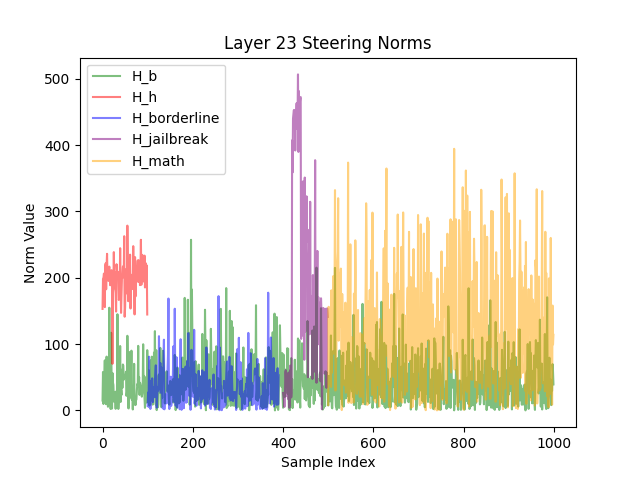 Layer 23 Steering Norms
H_b
H_h
H_borderline
H_jailbreak
H_math
Norm Value
500
400
300
200
100
0
0
200
400
600
800
1000
Sample Index